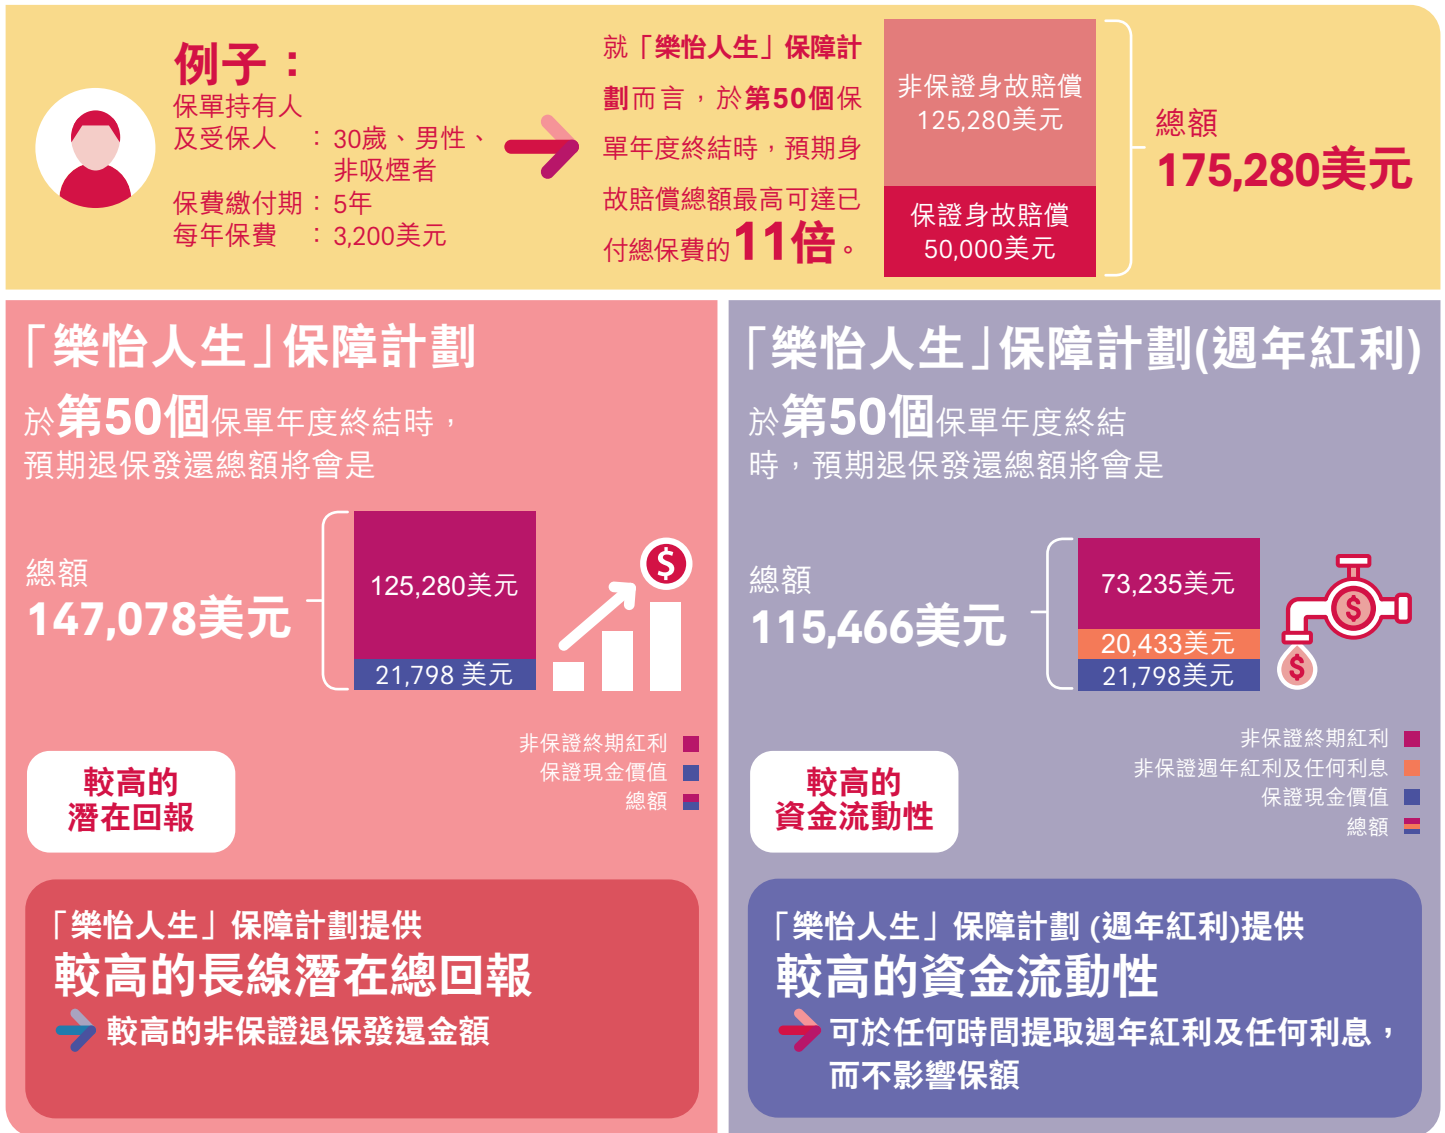 例子：
保單持有人
及受保人 ：30歲、男性、
非吸煙者
保費繳付期：5年
每年保費 ：3,200美元
就「樂怡人生」保障計
劃而言，於第50個保
單年度終結時，預期身
故賠償總額最高可達已
付總保費的11倍。
非保證身故賠償
125,280美元
保證身故賠償
50,000美元
總額
175,280美元
「樂怡人生」保障計劃
於第50個保單年度終結時，
預期退保發還總額將會是
總額
147,078美元
125,280美元
21,798 美元
$
非保證終期紅利
保證現金價值
總額
較高的
潛在回報
「樂怡人生」保障計劃提供
較高的長線潛在總回報
較高的非保證退保發還金額
「樂怡人生」保障計劃(週年紅利)
於第50個保單年度終結
時，預期退保發還總額將會是
總額
115,466美元
73,235美元
20,433美元
21,798美元
$
$
非保證終期紅利
非保證週年紅利及任何利息
保證現金價值
總額
較高的
資金流動性
「樂怡人生」保障計劃 (週年紅利)提供
較高的資金流動性
可於任何時間提取週年紅利及任何利息，
而不影響保額